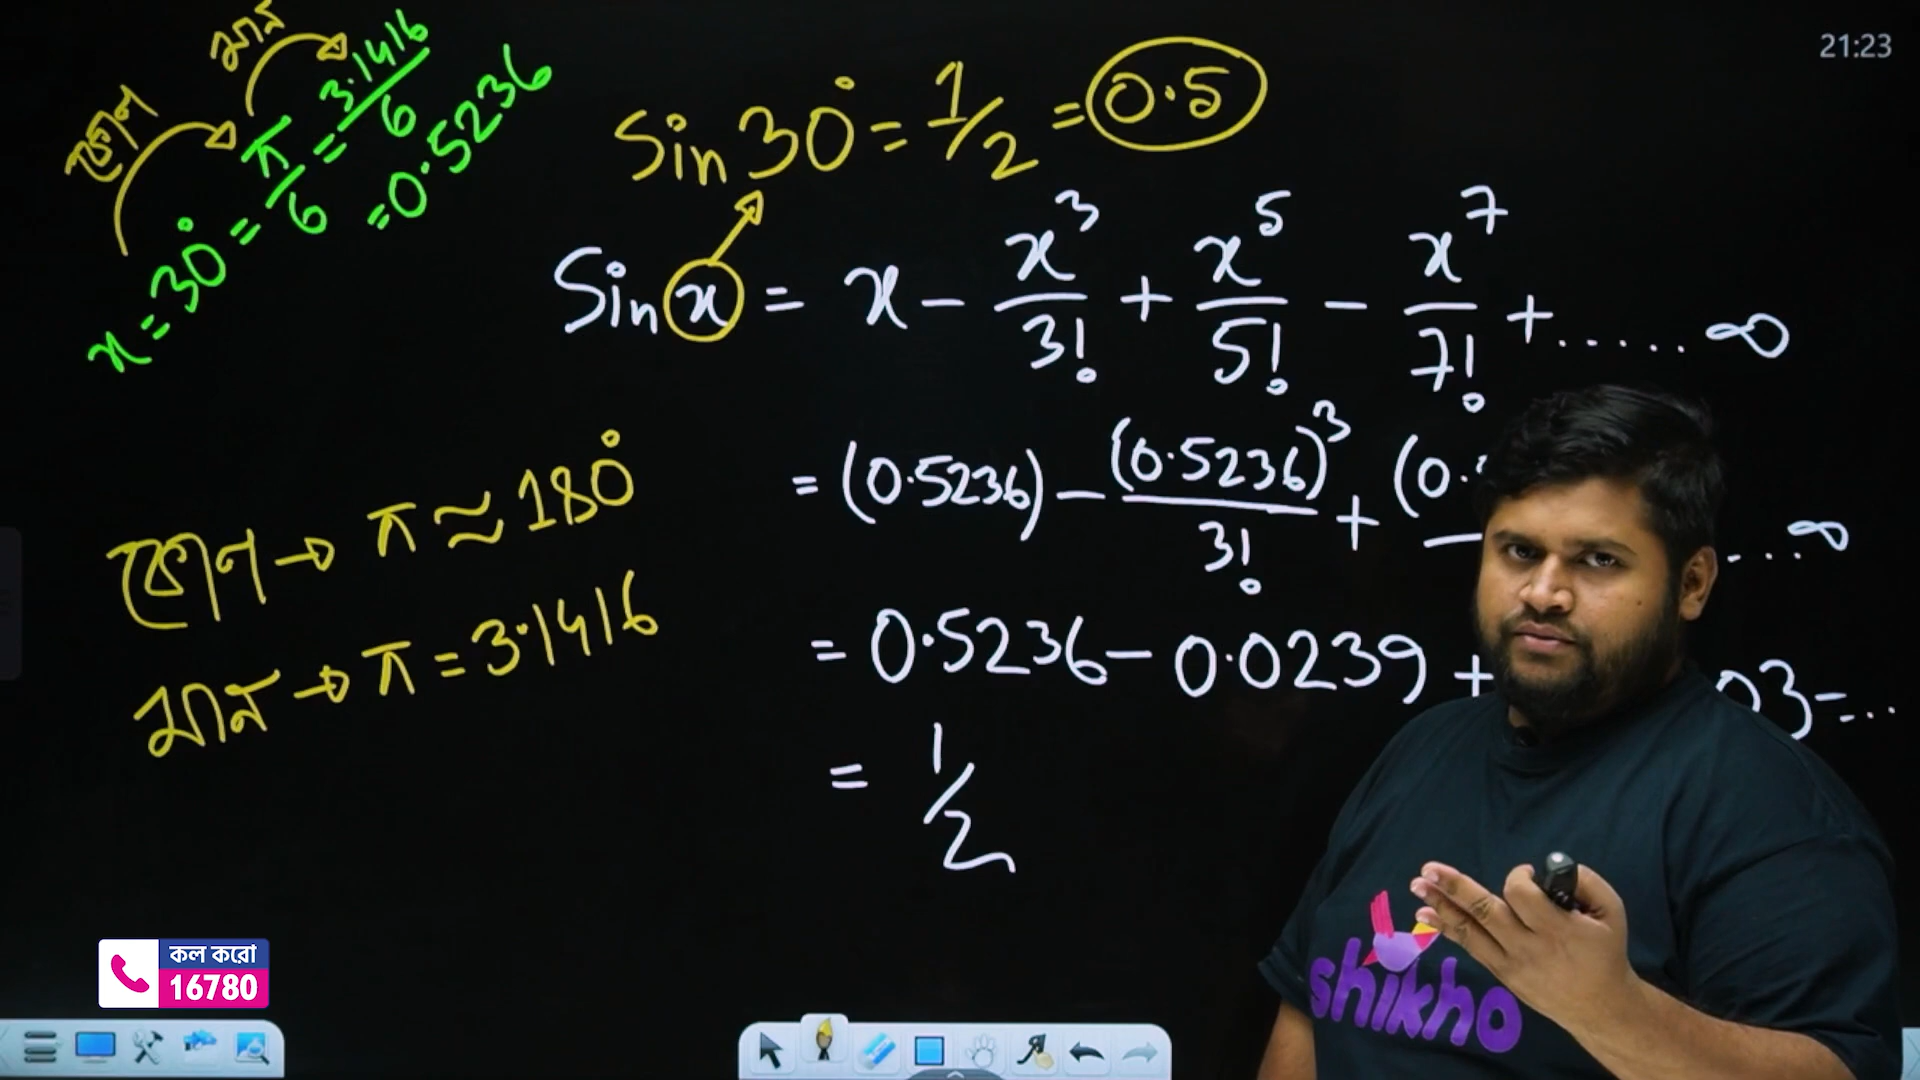 21:23
কোণ
মান
x = 30° = π/6 = 3.1416/6
= 0.5236
Sin 30° = 1/2 = 0.5
Sin x = x - x³/3! + x⁵/5! - x⁷/7! + ..... ∞
= (0.5236) - (0.5236)³/3! + (0. ... ∞
কোণ → π ≈ 180°
মান → π = 3.1416
= 0.5236 - 0.0239 + 03 - ...
= 1/2
কল করো
16780
shikho